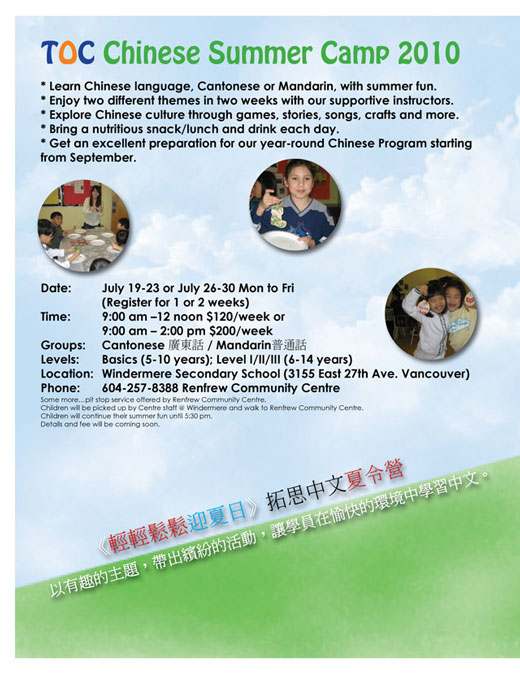 TOC Chinese Summer Camp 2010
* Learn Chinese language, Cantonese or Mandarin, with summer fun.
* Enjoy two different themes in two weeks with our supportive instructors.
* Explore Chinese culture through games, stories, songs, crafts and more.
* Bring a nutritious snack/lunch and drink each day.
* Get an excellent preparation for our year-round Chinese Program starting
from September.
Date: July 19-23 or July 26-30 Mon to Fri
(Register for 1 or 2 weeks)
Time: 9:00 am –12 noon $120/week or
9:00 am – 2:00 pm $200/week
Groups: Cantonese 廣東話 / Mandarin普通話
Levels: Basics (5-10 years); Level I/II/III (6-14 years)
Location: Windermere Secondary School (3155 East 27th Ave. Vancouver)
Phone: 604-257-8388 Renfrew Community Centre
Some more...pit stop service offered by Renfrew Community Centre.
Children will be picked up by Centre staff @ Windermere and walk to Renfrew Community Centre.
Children will continue their summer fun until 5:30 pm.
Details and fee will be coming soon.
《輕輕鬆鬆迎夏日》拓思中文夏令營
以有趣的主題，帶出繽紛的活動，讓學員在愉快的環境中學習中文。